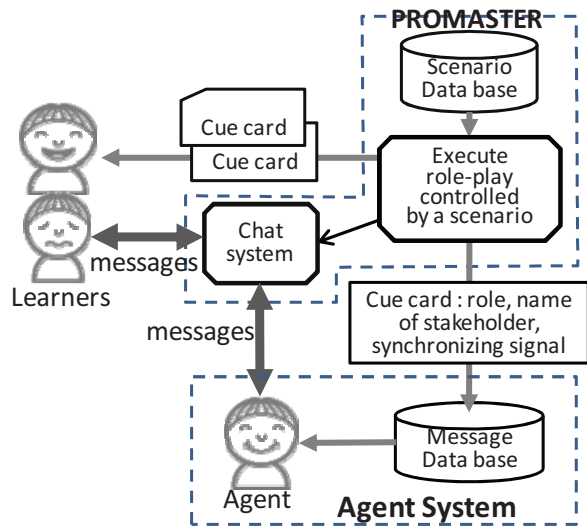 PROMASTER
Scenario
Data base
Cue card
Cue card
Execute
role-play
controlled
by a scenario
Chat
system
messages
Learners
messages
Cue card : role, name
of stakeholder,
synchronizing signal
Message
Data base
Agent
Agent System